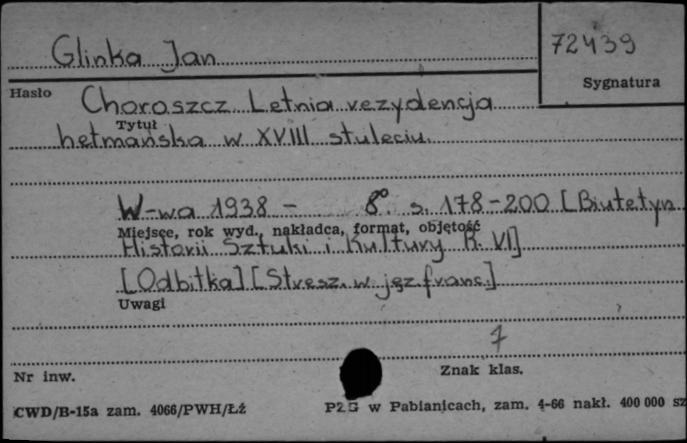 Glinka Jan
72439
Sygnatura
Hasło
Choroszcz Letnia rezydencja
Tytuł
hetmańska w XVIII stuleciu.
W-wa 1938 - 8°. s. 178-200 [Biuletyn
Miejsce, rok wyd., nakładca, format, objętość
Historii Sztuki i Kultury R. VI]
[Odbitka] [Stresz. w jęz. franc.]
Uwagi
7
Nr inw.
Znak klas.
CWD/B-15a zam. 4066/PWH/Łź
PZG w Pabianicach, zam. 4-66 nakł. 400 000 sz